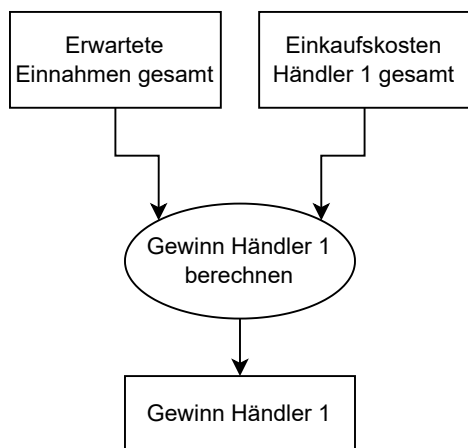 Erwartete
Einnahmen gesamt
Einkaufskosten
Händler 1 gesamt
Gewinn Händler 1
berechnen
Gewinn Händler 1